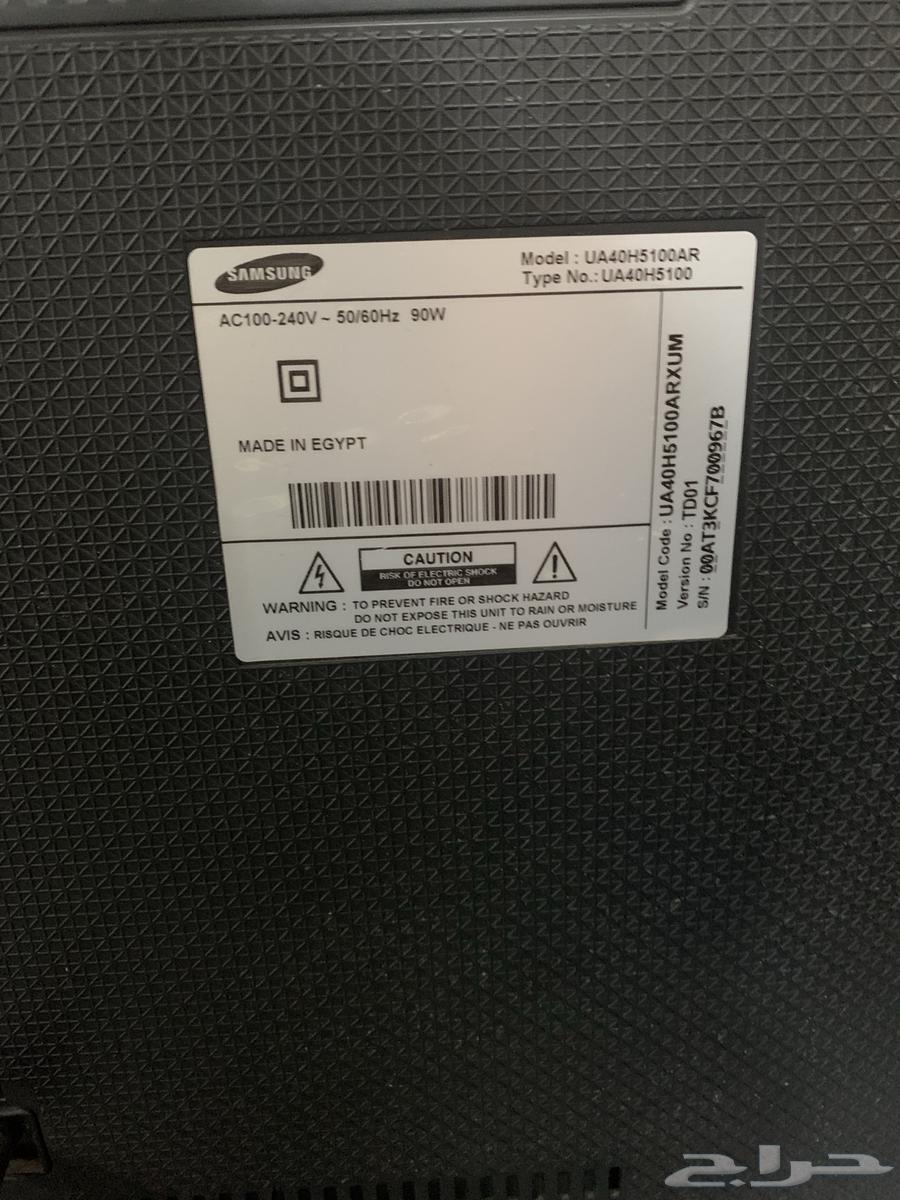 SAMSUNG
Model : UA40H5100AR
Type No.: UA40H5100
AC100-240V ~ 50/60Hz 90W
MADE IN EGYPT
CAUTION
RISK OF ELECTRIC SHOCK
DO NOT OPEN
WARNING : TO PREVENT FIRE OR SHOCK HAZARD
DO NOT EXPOSE THIS UNIT TO RAIN OR MOISTURE
AVIS : RISQUE DE CHOC ELECTRIQUE - NE PAS OUVRIR
Model Code : UA40H5100ARXUM
Version No : TD01
S/N : 00AT3KCF700967B
حراج